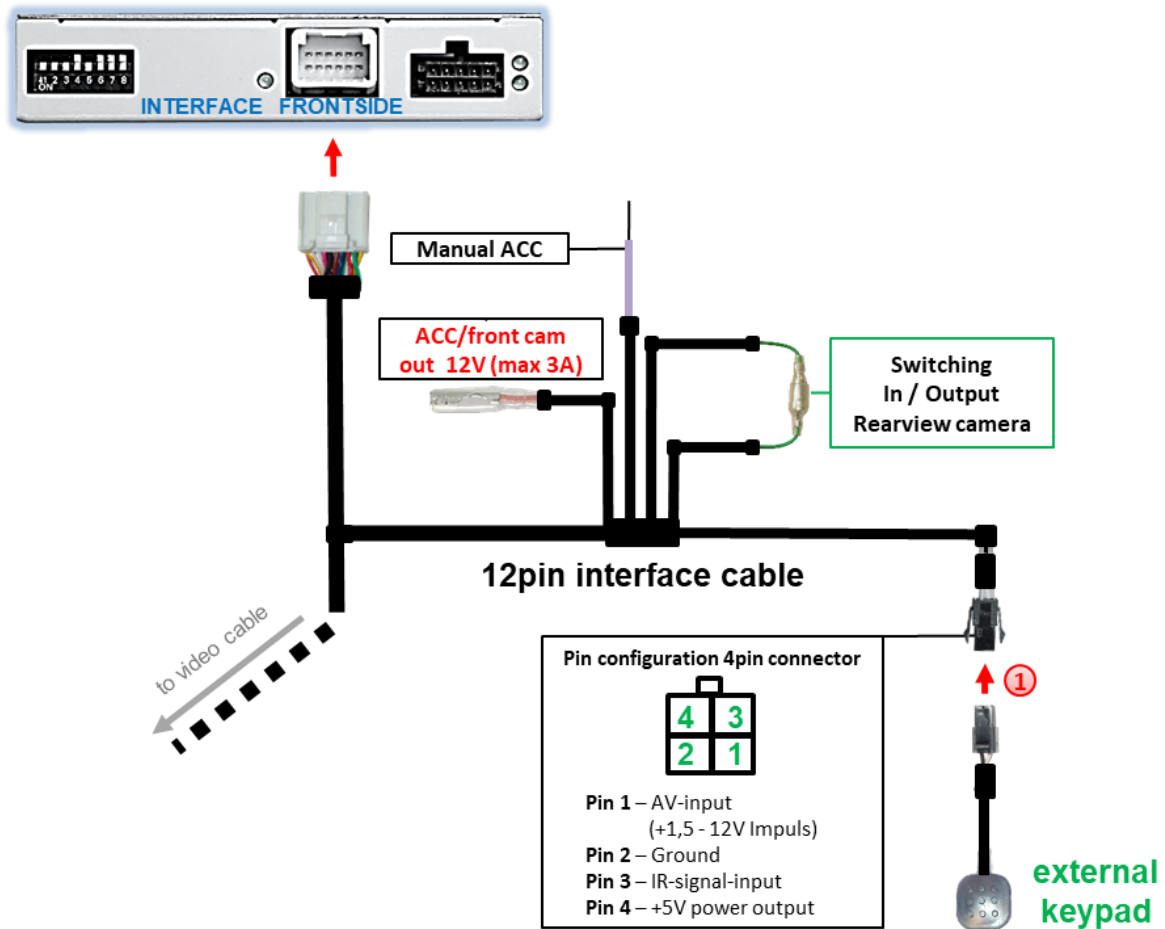 1 2 3 4 5 6 7 8
ON
INTERFACE FRONTSIDE
Manual ACC
ACC/front cam
out 12V (max 3A)
Switching
In / Output
Rearview camera
12pin interface cable
to video cable
Pin configuration 4pin connector
4 3
2 1
Pin 1 – AV-input
(+1,5 - 12V Impuls)
Pin 2 – Ground
Pin 3 – IR-signal-input
Pin 4 – +5V power output
1
external
keypad